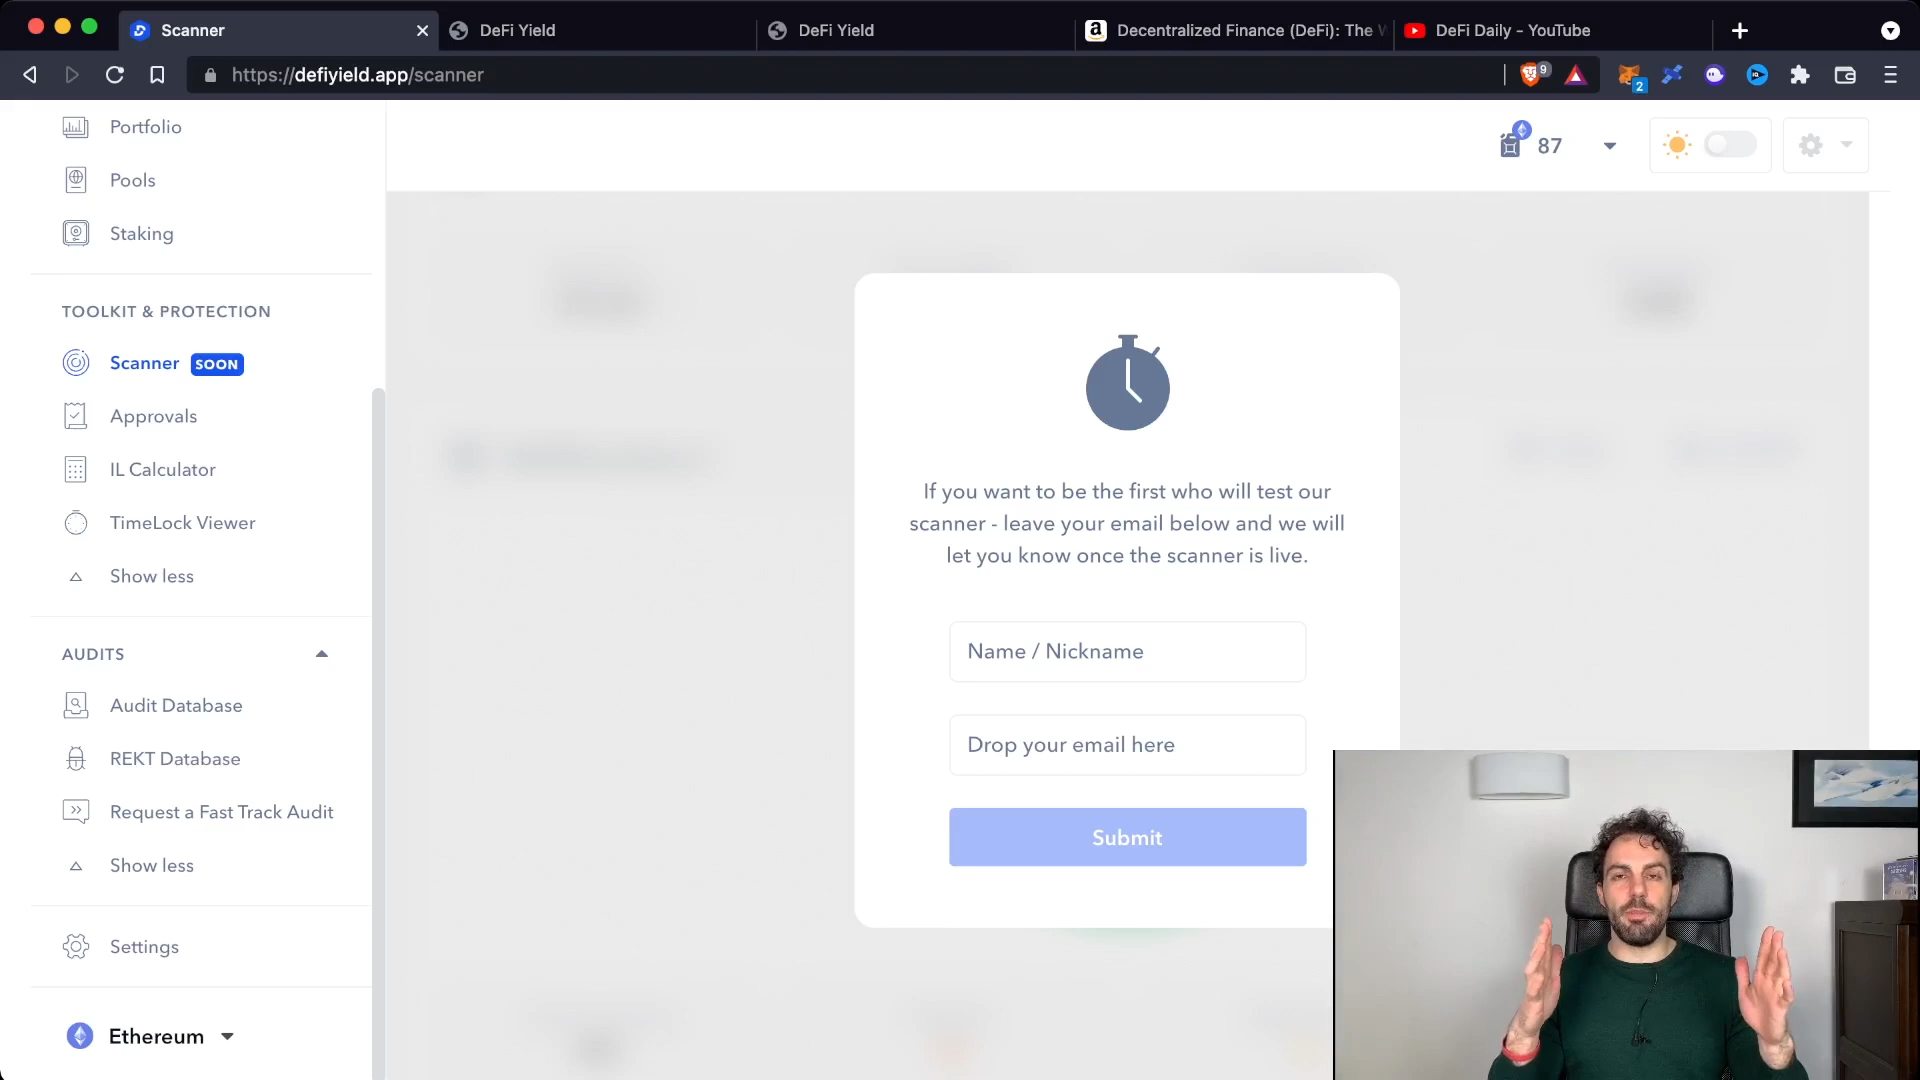 Scanner
DeFi Yield
DeFi Yield
Decentralized Finance (DeFi): The
DeFi Daily - YouTube
https://defiyield.app/scanner
9
2
Portfolio
Pools
Staking
TOOLKIT & PROTECTION
Scanner SOON
Approvals
IL Calculator
TimeLock Viewer
Show less
AUDITS
Audit Database
REKT Database
Request a Fast Track Audit
Show less
Settings
Ethereum
87
If you want to be the first who will test our
scanner - leave your email below and we will
let you know once the scanner is live.
Name / Nickname
Drop your email here
Submit